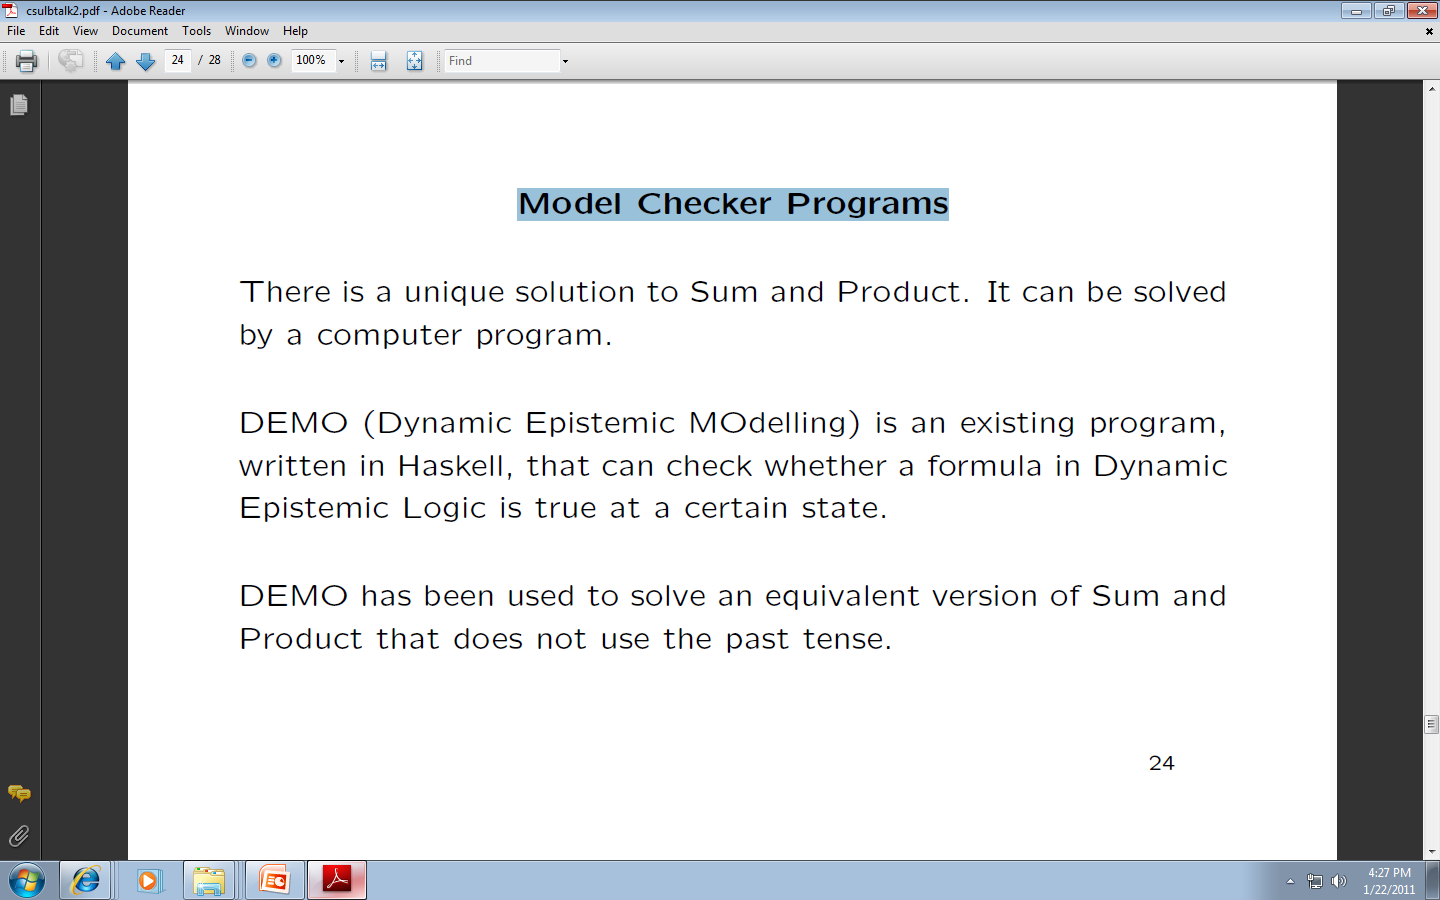 csulbtalk2.pdf - Adobe Reader
File Edit View Document Tools Window Help
24 / 28 100% Find
Model Checker Programs
There is a unique solution to Sum and Product. It can be solved
by a computer program.
DEMO (Dynamic Epistemic MOdelling) is an existing program,
written in Haskell, that can check whether a formula in Dynamic
Epistemic Logic is true at a certain state.
DEMO has been used to solve an equivalent version of Sum and
Product that does not use the past tense.
24
4:27 PM
1/22/2011